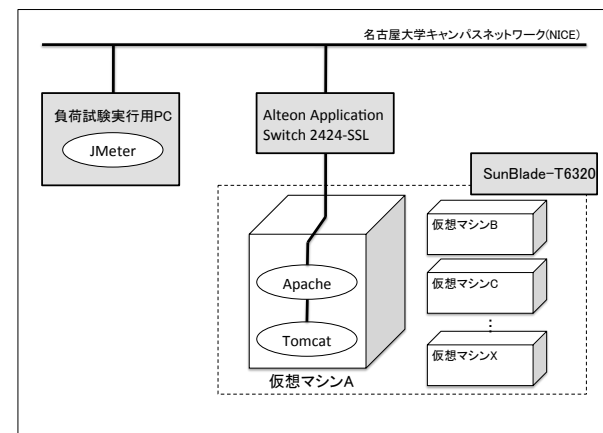 名古屋大学キャンパスネットワーク(NICE)
負荷試験実行用PC
JMeter
Alteon Application
Switch 2424-SSL
SunBlade-T6320
Apache
Tomcat
仮想マシンA
仮想マシンB
仮想マシンC
⋮
仮想マシンX